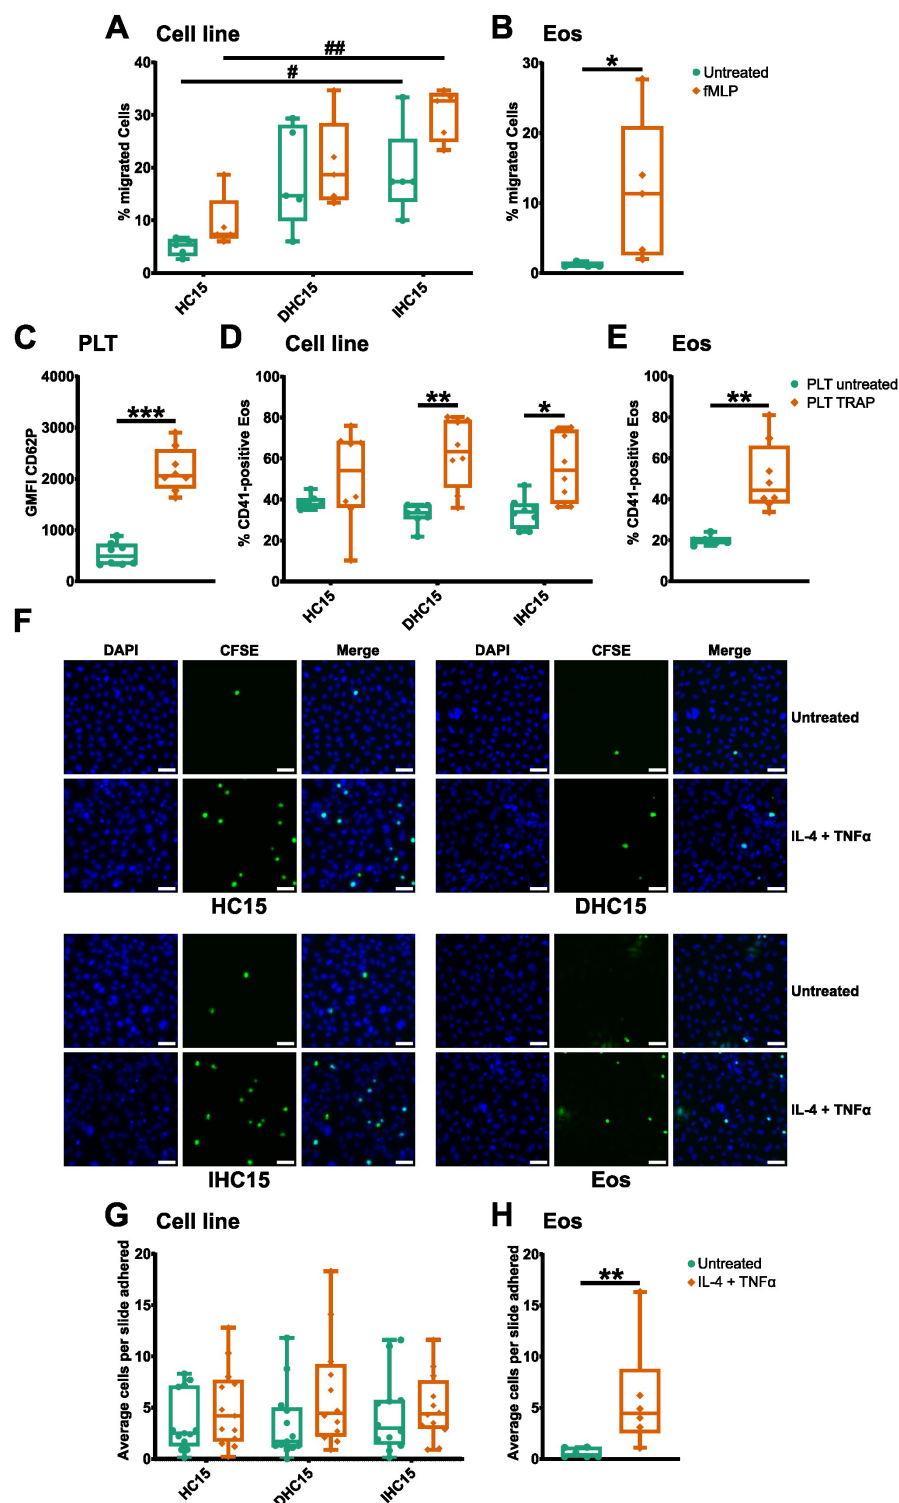 A Cell line
##
#
40
30
20
10
0
% migrated Cells
HC15
DHC15
IHC15
B Eos
*
30
20
10
0
% migrated Cells
Untreated
fMLP
C PLT
***
4000
3000
2000
1000
0
GMFI CD62P
D Cell line
**
*
100
80
60
40
20
0
% CD41-positive Eos
HC15
DHC15
IHC15
E Eos
**
100
80
60
40
20
0
% CD41-positive Eos
PLT untreated
PLT TRAP
F
DAPI CFSE Merge DAPI CFSE Merge
Untreated
IL-4 + TNFα
HC15 DHC15
Untreated
IL-4 + TNFα
IHC15 Eos
G Cell line
20
15
10
5
0
Average cells per slide adhered
HC15
DHC15
IHC15
H Eos
**
20
15
10
5
0
Average cells per slide adhered
Untreated
IL-4 + TNFα